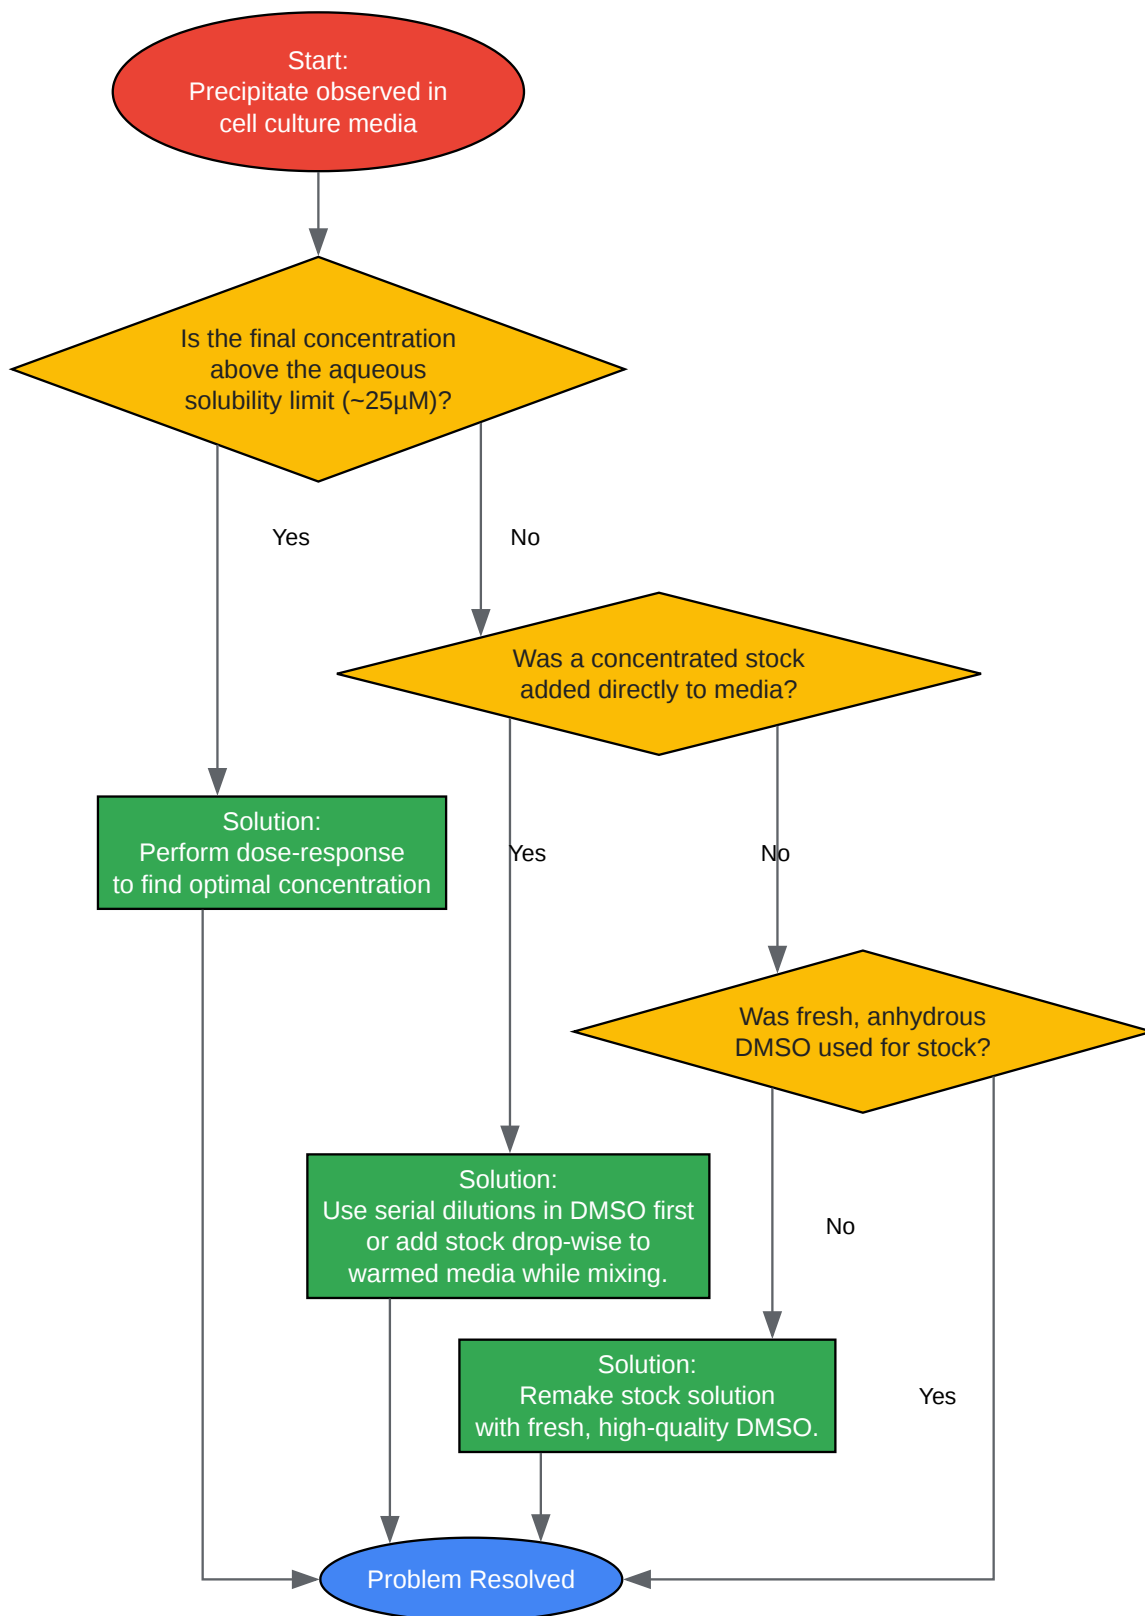 Start:
Precipitate observed in
cell culture media
Is the final concentration
above the aqueous
solubility limit (~25µM)?
Yes
No
Was a concentrated stock
added directly to media?
Solution:
Perform dose-response
to find optimal concentration
Yes
No
Was fresh, anhydrous
DMSO used for stock?
Solution:
Use serial dilutions in DMSO first
or add stock drop-wise to
warmed media while mixing.
No
Solution:
Remake stock solution
with fresh, high-quality DMSO.
Yes
Problem Resolved